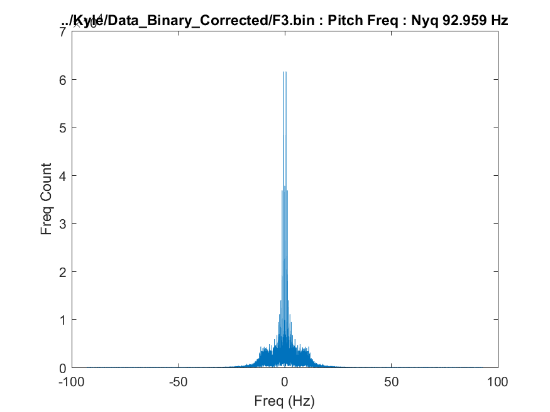 ../Kyle/Data_Binary_Corrected/F3.bin : Pitch Freq : Nyq 92.959 Hz
7
6
5
4
3
2
1
0
Freq Count
-100 -50 0 50 100
Freq (Hz)